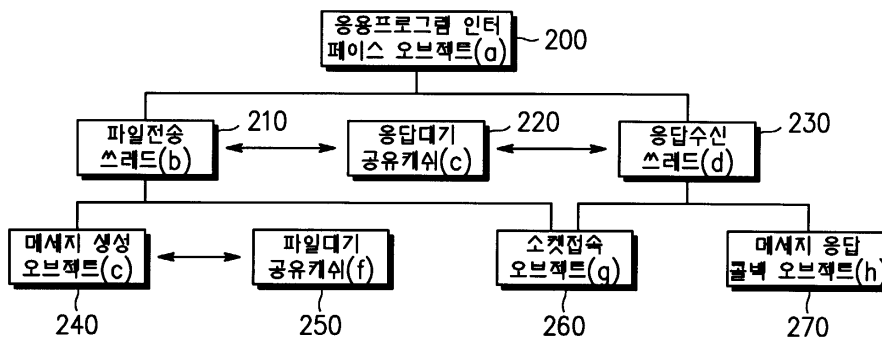 응용프로그램 인터
페이스 오브젝트(a)
200
파일전송
쓰레드(b)
210
응답대기
공유캐쉬(c)
220
응답수신
쓰레드(d)
230
메세지 생성
오브젝트(c)
240
파일대기
공유캐쉬(f)
250
소켓접속
오브젝트(g)
260
메세지 응답
콜백 오브젝트(h)
270